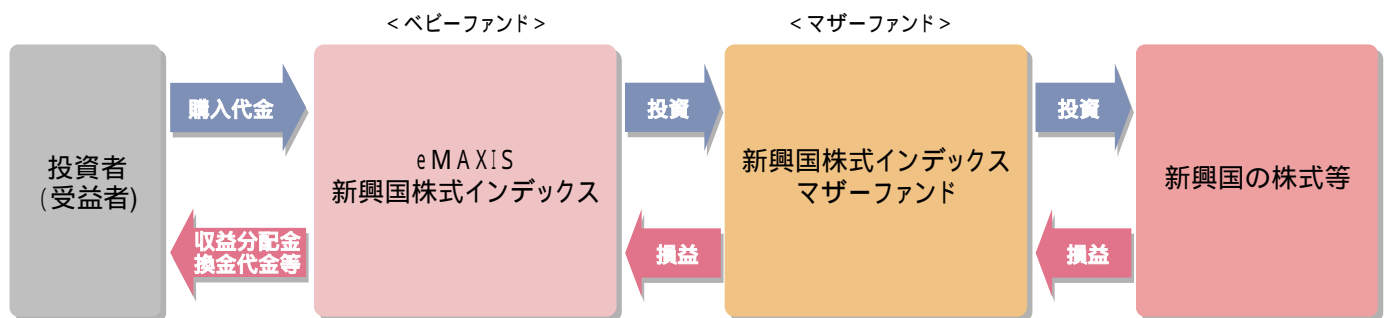 <ベビーファンド>
<マザーファンド>
投資者
(受益者)
購入代金
収益分配金
換金代金等
eMAXIS
新興国株式インデックス
投資
損益
新興国株式インデックス
マザーファンド
投資
損益
新興国の株式等